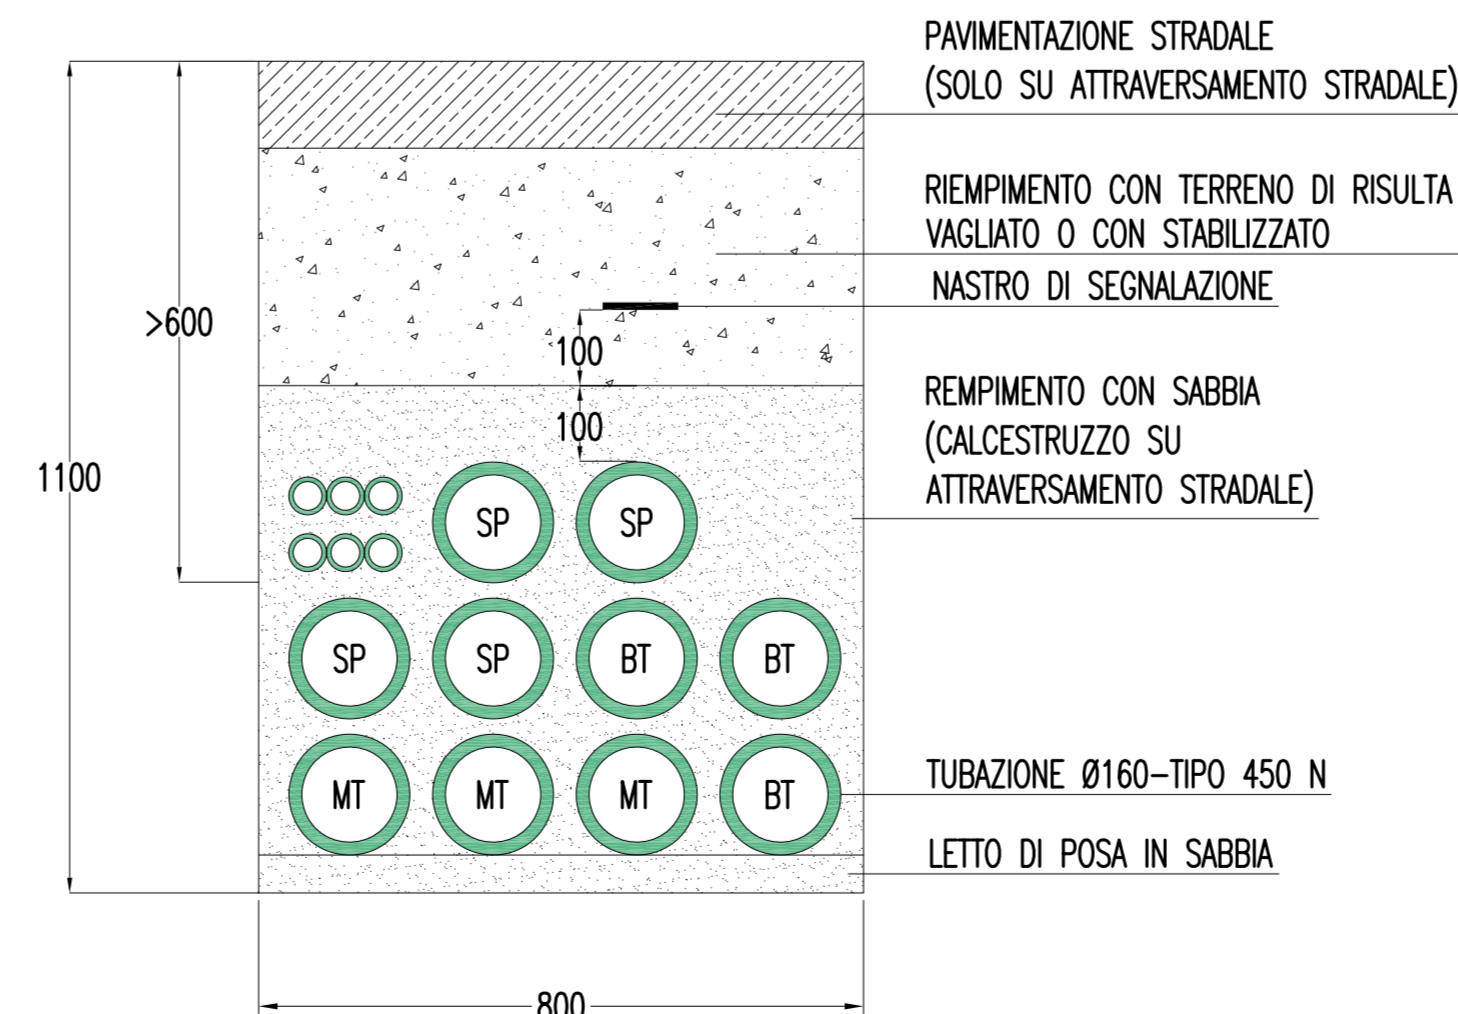 PAVIMENTAZIONE STRADALE
(SOLO SU ATTRAVERSAMENTO STRADALE)
RIEMPIMENTO CON TERRENO DI RISULTA
VAGLIATO O CON STABILIZZATO
NASTRO DI SEGNALAZIONE
>600
100
REMPIMENTO CON SABBIA
(CALCESTRUZZO SU
ATTRAVERSAMENTO STRADALE)
100
1100
SP SP
SP SP BT BT
MT MT MT BT
TUBAZIONE Ø160-TIPO 450 N
LETTO DI POSA IN SABBIA
800